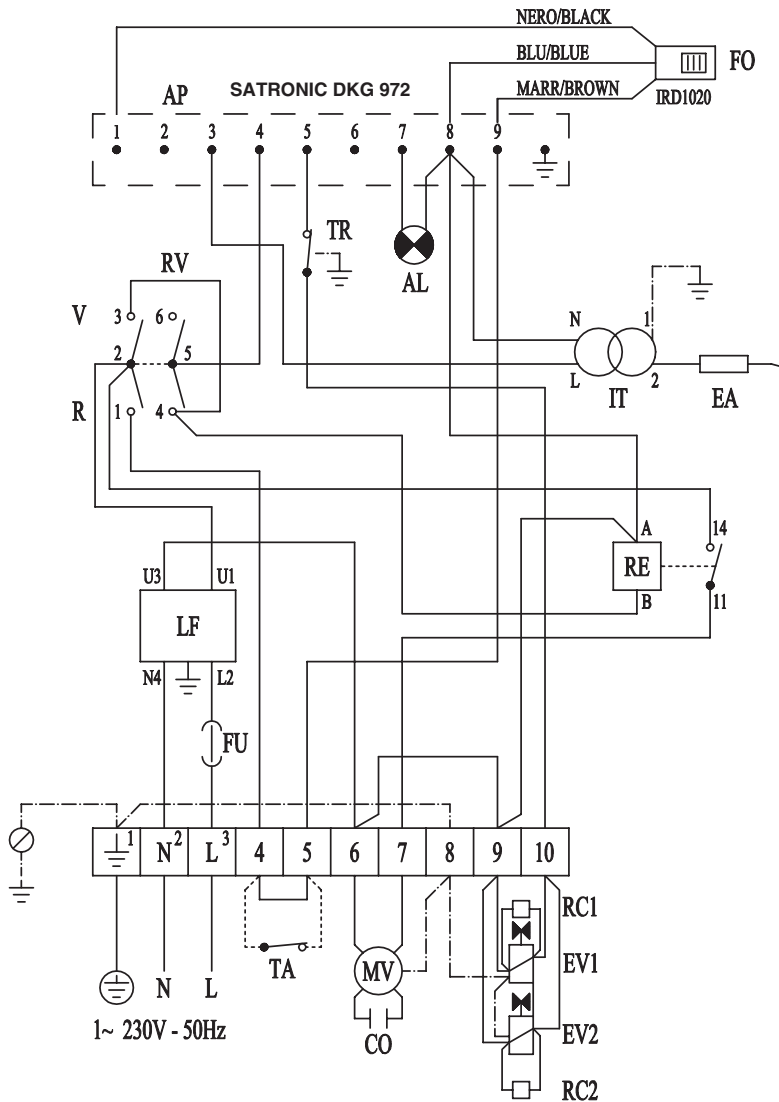 NERO/BLACK
BLU/BLUE
FO
AP SATRONIC DKG 972 MARR/BROWN
IRD1020
1 2 3 4 5 6 7 8 9
TR
RV AL
V 3 6 N 1
2 5
R 1 4 L IT 2 EA
A 14
RE
B 11
U3 U1
LF
N4 L2
FU
1 N 2 L 3 4 5 6 7 8 9 10
RC1
TA MV EV1
N L
1~ 230V - 50Hz CO EV2
RC2